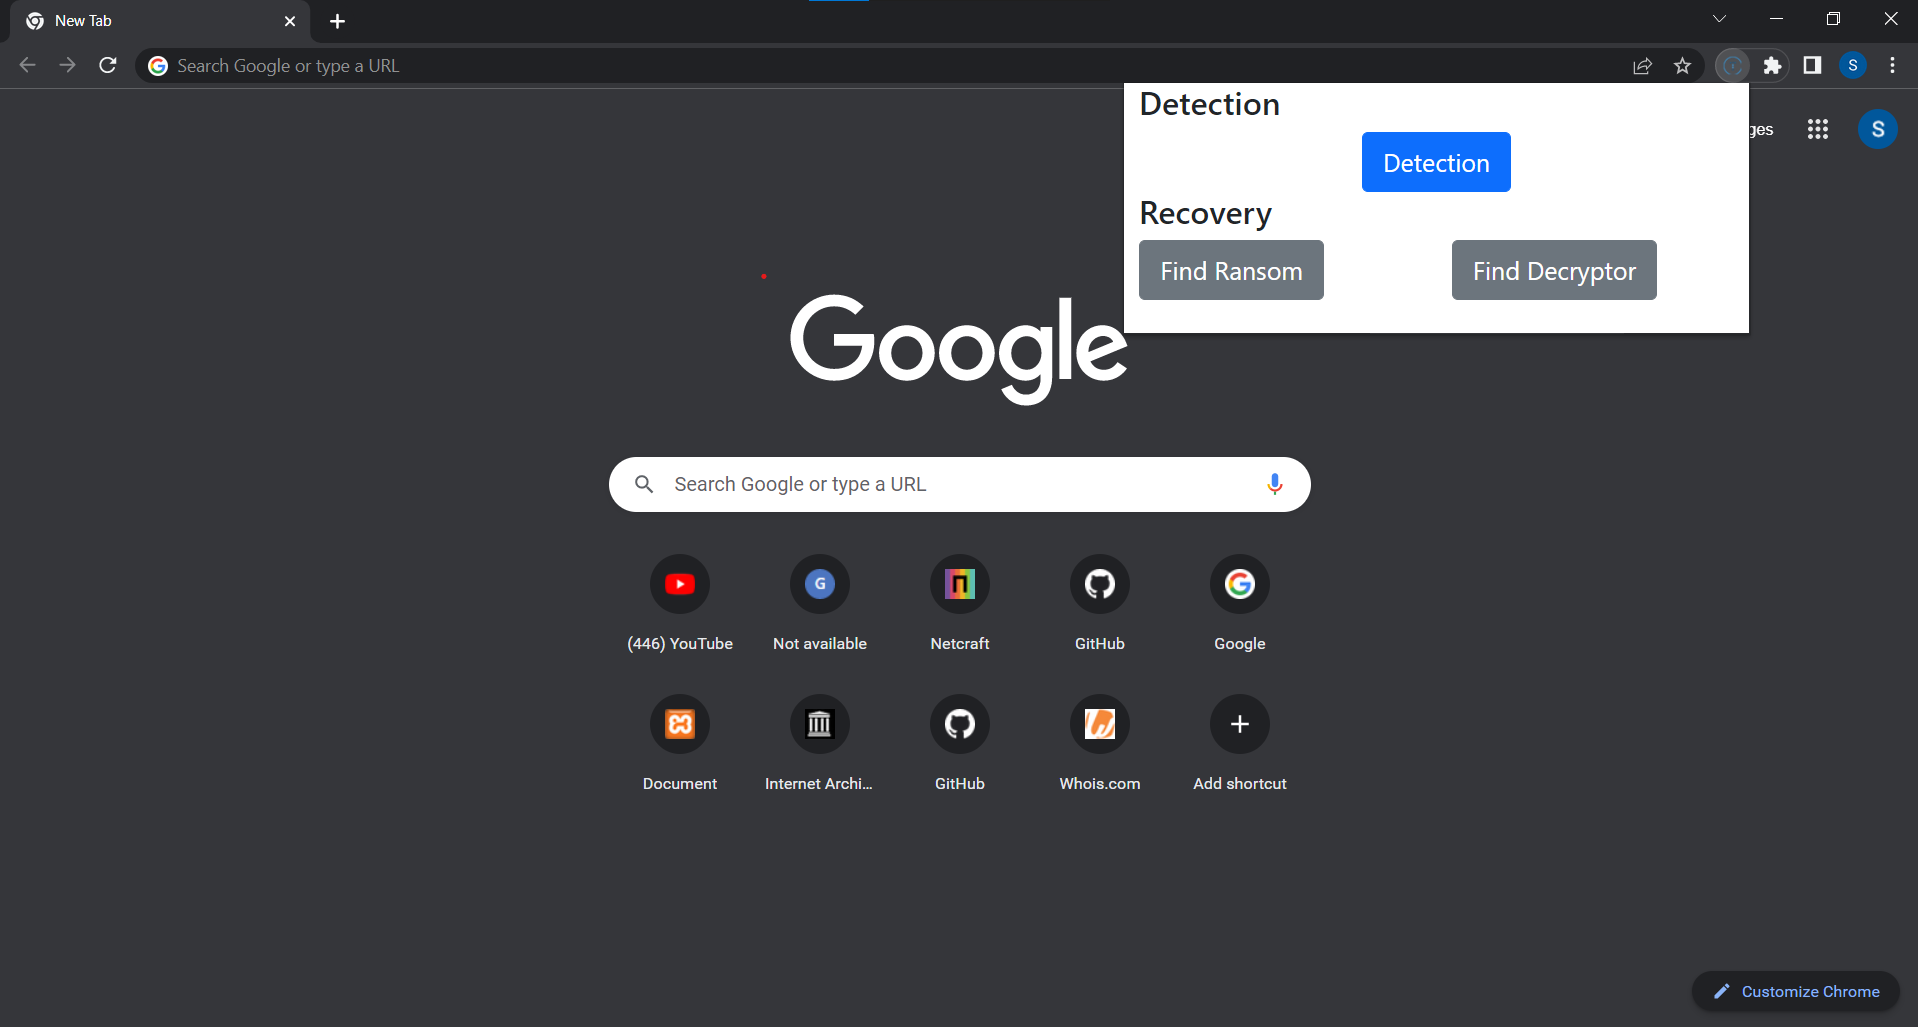 New Tab
Search Google or type a URL
S
Detection
Detection
ges
S
Recovery
Find Ransom Find Decryptor
Google
Search Google or type a URL
G
(446) YouTube Not available Netcraft GitHub Google
Document Internet Archi... GitHub Whois.com Add shortcut
Customize Chrome